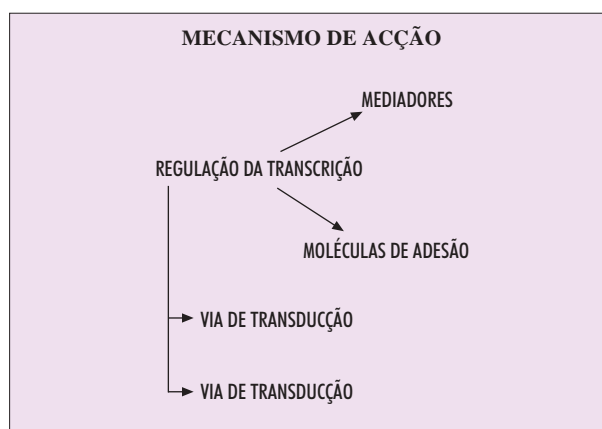 MECANISMO DE ACÇÃO
MEDIADORES
REGULAÇÃO DA TRANSCRIÇÃO
MOLÉCULAS DE ADESÃO
VIA DE TRANSDUCÇÃO
VIA DE TRANSDUCÇÃO